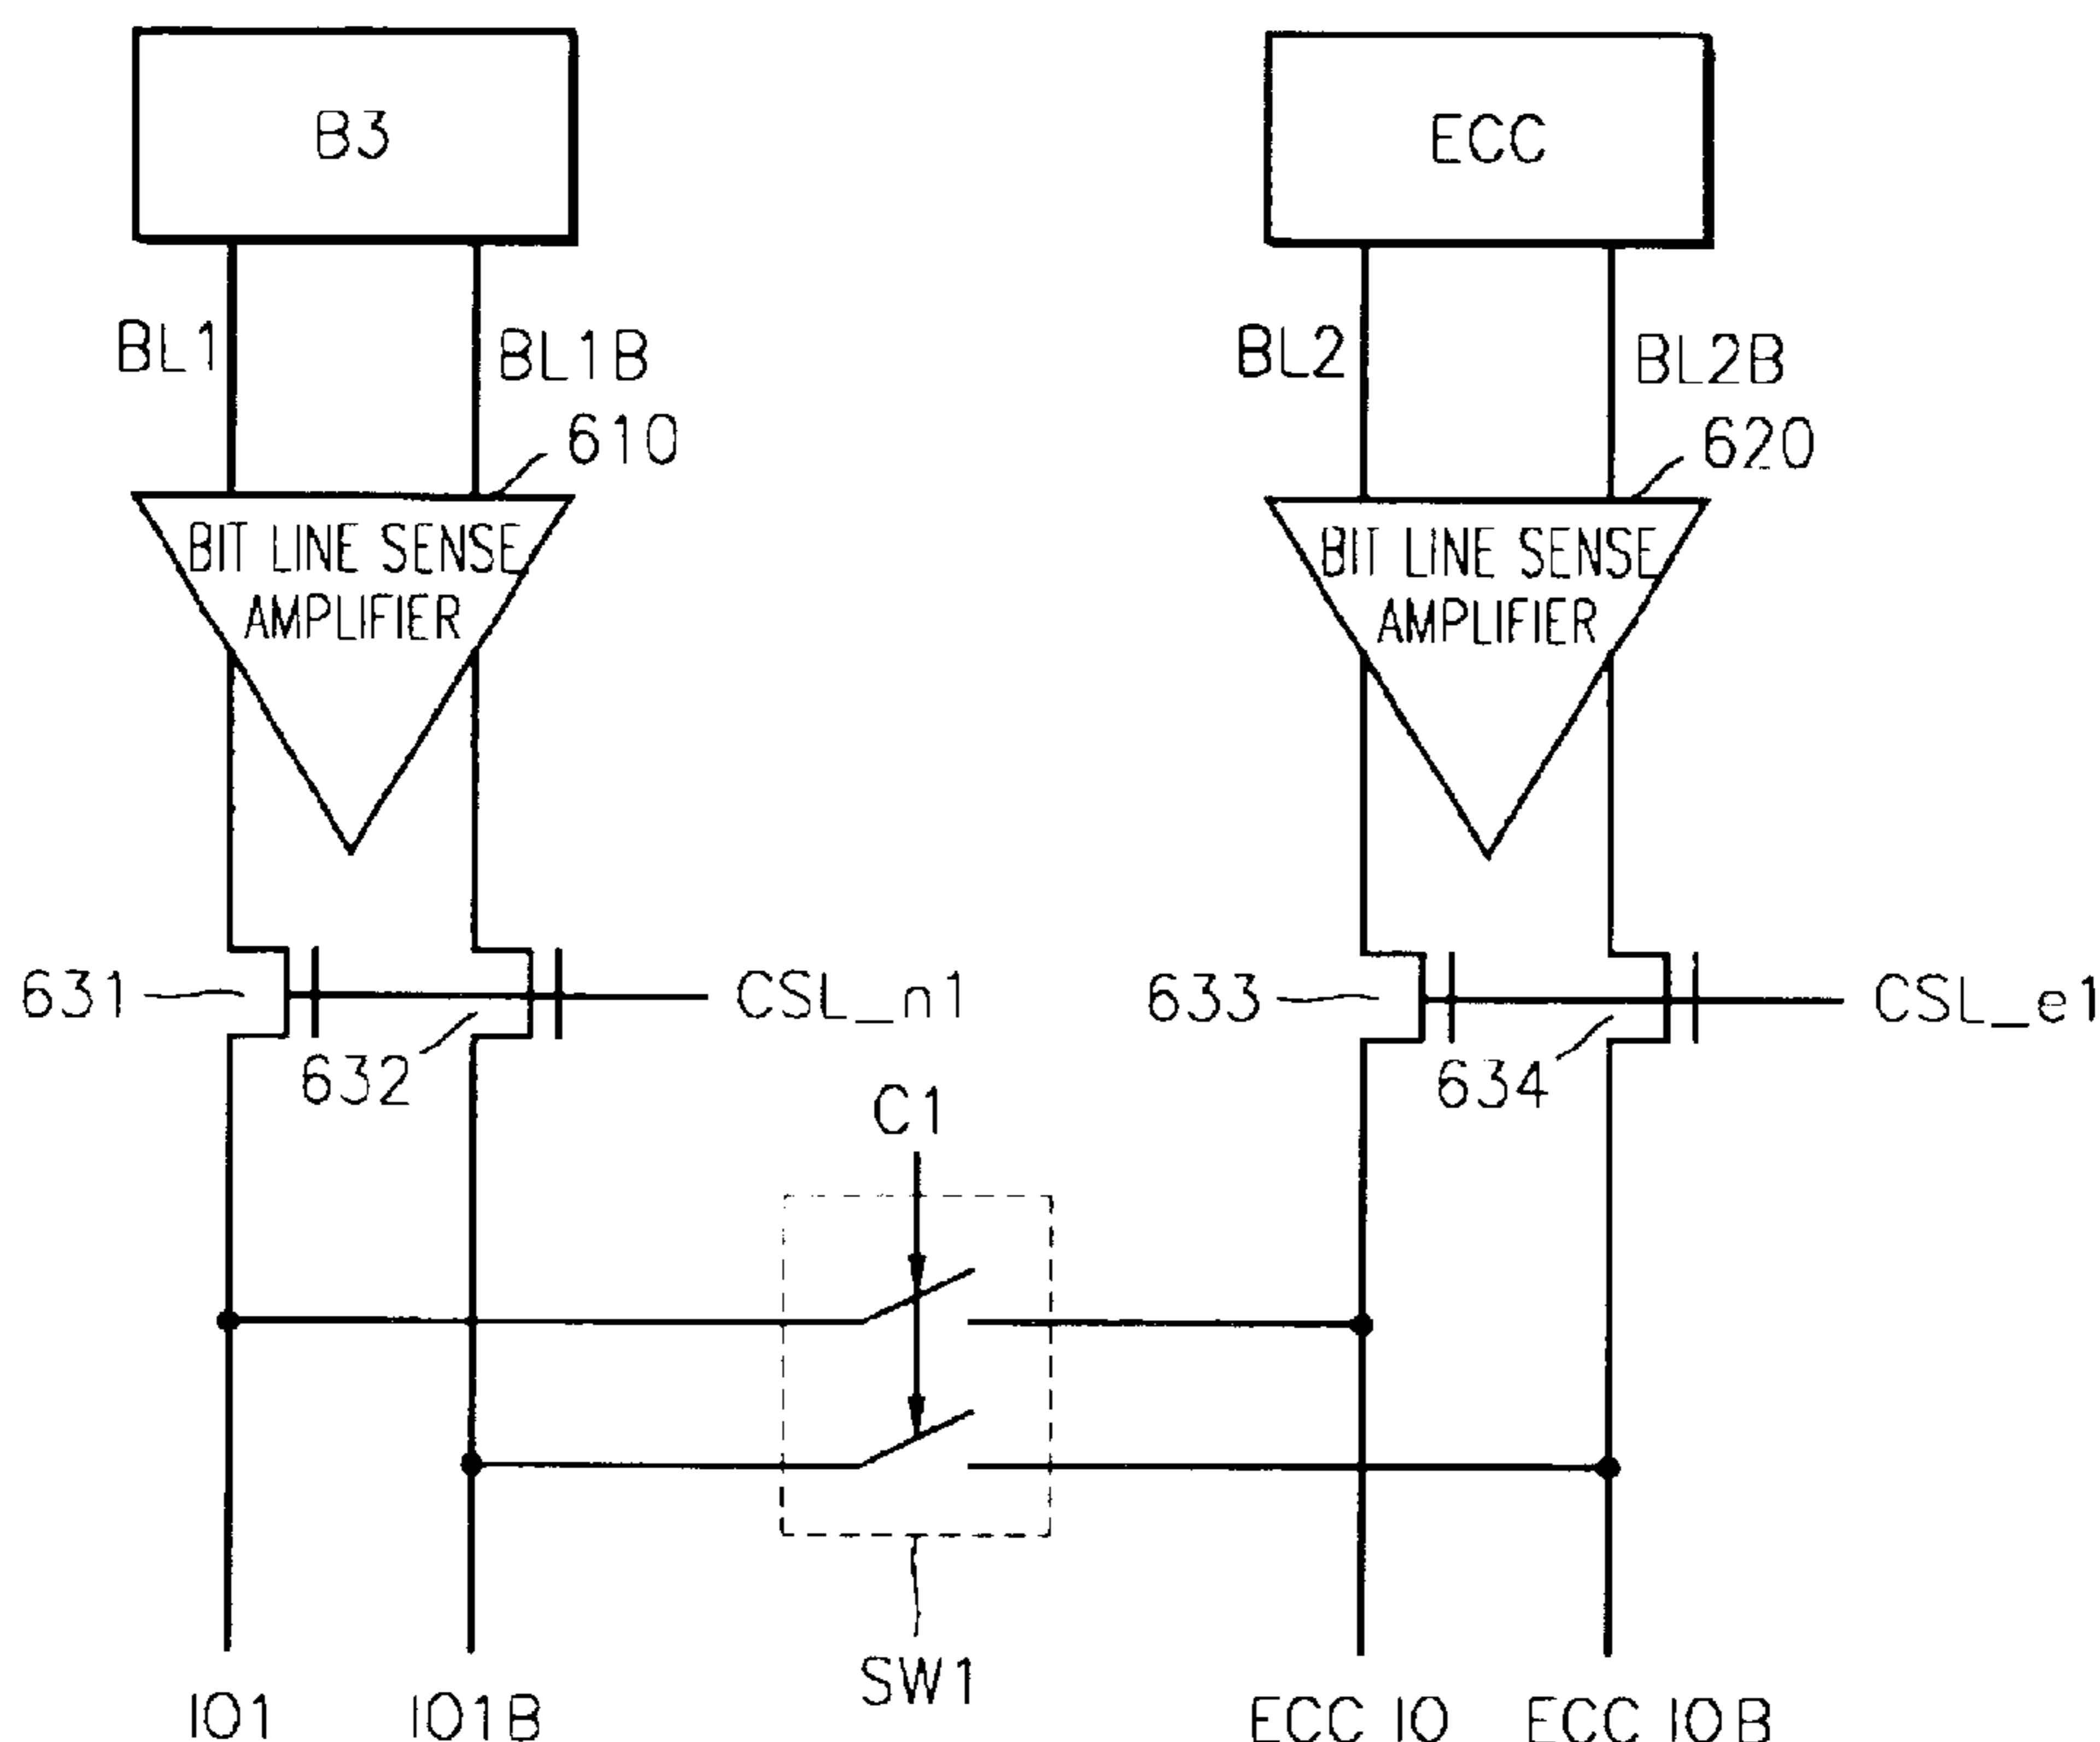 B3
ECC
BL1
BL1B
BL2
BL2B
610
620
BIT LINE SENSE
AMPLIFIER
BIT LINE SENSE
AMPLIFIER
631
632
CSL_n1
633
634
CSL_e1
C1
SW1
IO1
IO1B
ECC IO
ECC IOB